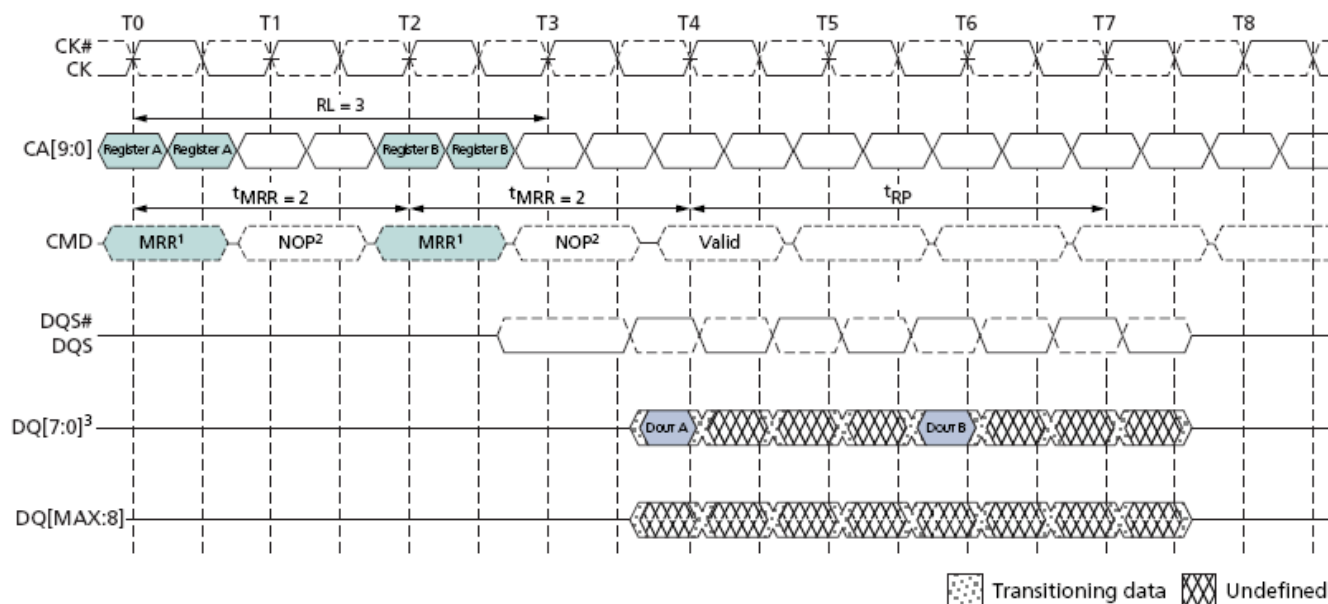 T0 T1 T2 T3 T4 T5 T6 T7 T8
CK#
CK
RL = 3
CA[9:0] Register A Register A Register B Register B
tMRR = 2 tMRR = 2 tRP
CMD MRR1 NOP2 MRR1 NOP2 Valid
DQS#
DQS
DQ[7:0]3 DOUT A DOUT B
DQ[MAX:8]
Transitioning data Undefined